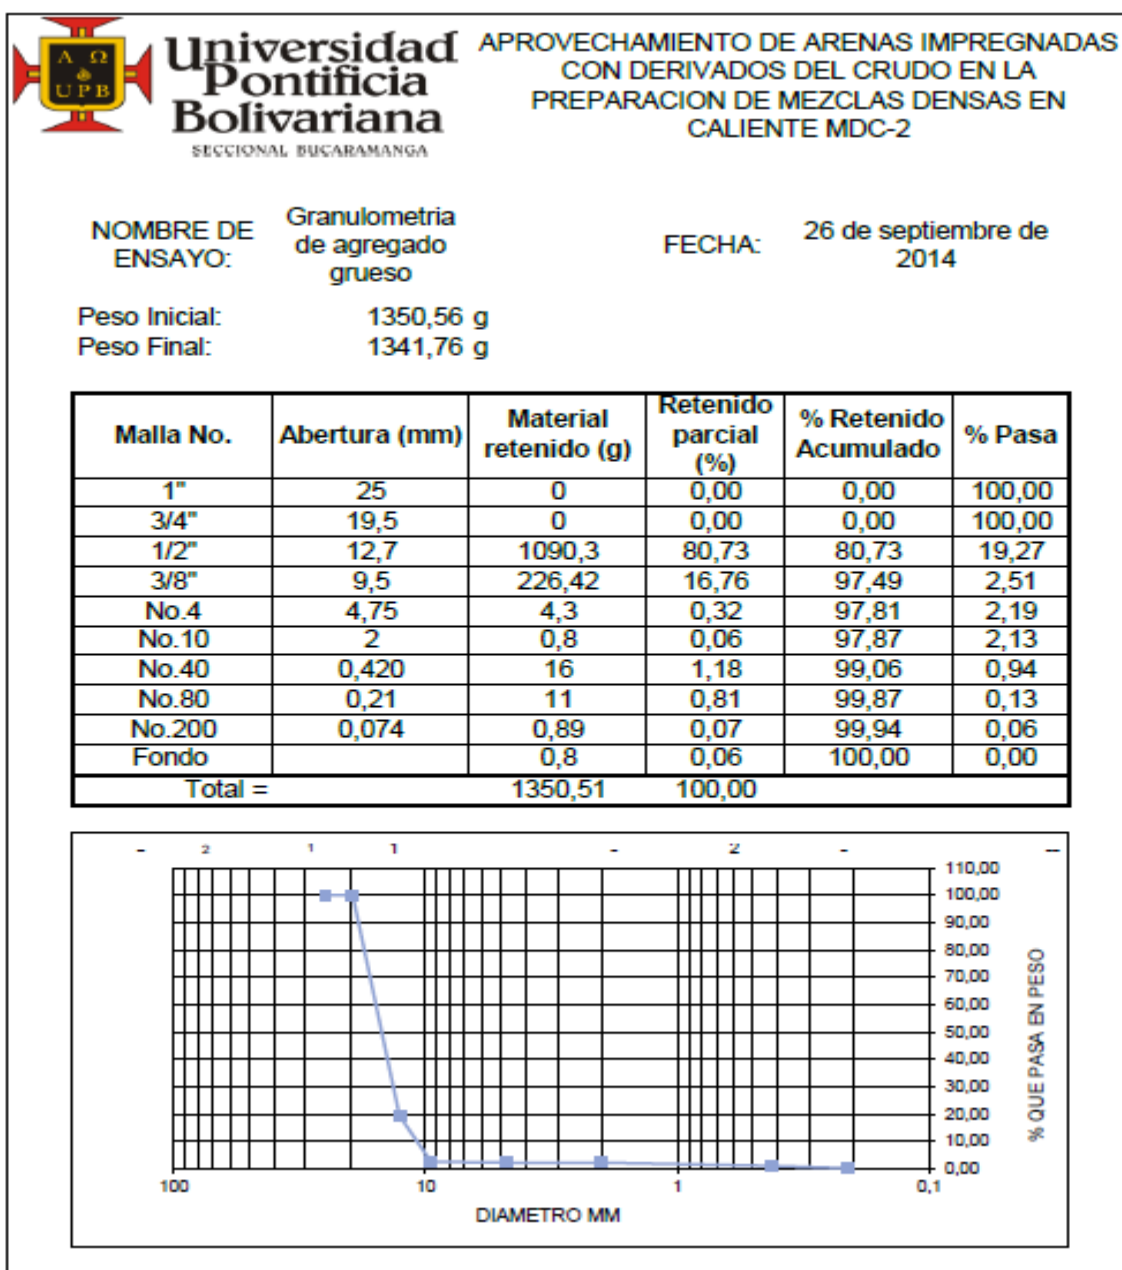 Α Ω
UPB
Universidad
Pontificia
Bolivariana
SECCIONAL BUCARAMANGA
APROVECHAMIENTO DE ARENAS IMPREGNADAS
CON DERIVADOS DEL CRUDO EN LA
PREPARACION DE MEZCLAS DENSAS EN
CALIENTE MDC-2
NOMBRE DE
ENSAYO:
Granulometria
de agregado
grueso
FECHA:
26 de septiembre de
2014
Peso Inicial: 1350,56 g
Peso Final: 1341,76 g
Malla No. Abertura (mm) Material retenido (g) Retenido parcial (%) % Retenido Acumulado % Pasa
1" 25 0 0,00 0,00 100,00
3/4" 19,5 0 0,00 0,00 100,00
1/2" 12,7 1090,3 80,73 80,73 19,27
3/8" 9,5 226,42 16,76 97,49 2,51
No.4 4,75 4,3 0,32 97,81 2,19
No.10 2 0,8 0,06 97,87 2,13
No.40 0,420 16 1,18 99,06 0,94
No.80 0,21 11 0,81 99,87 0,13
No.200 0,074 0,89 0,07 99,94 0,06
Fondo 0,8 0,06 100,00 0,00
Total = 1350,51 100,00
2 1 1 2
110,00
100,00
90,00
80,00
70,00
60,00
50,00
40,00
30,00
20,00
10,00
0,00
% QUE PASA EN PESO
100 10 1 0,1
DIAMETRO MM